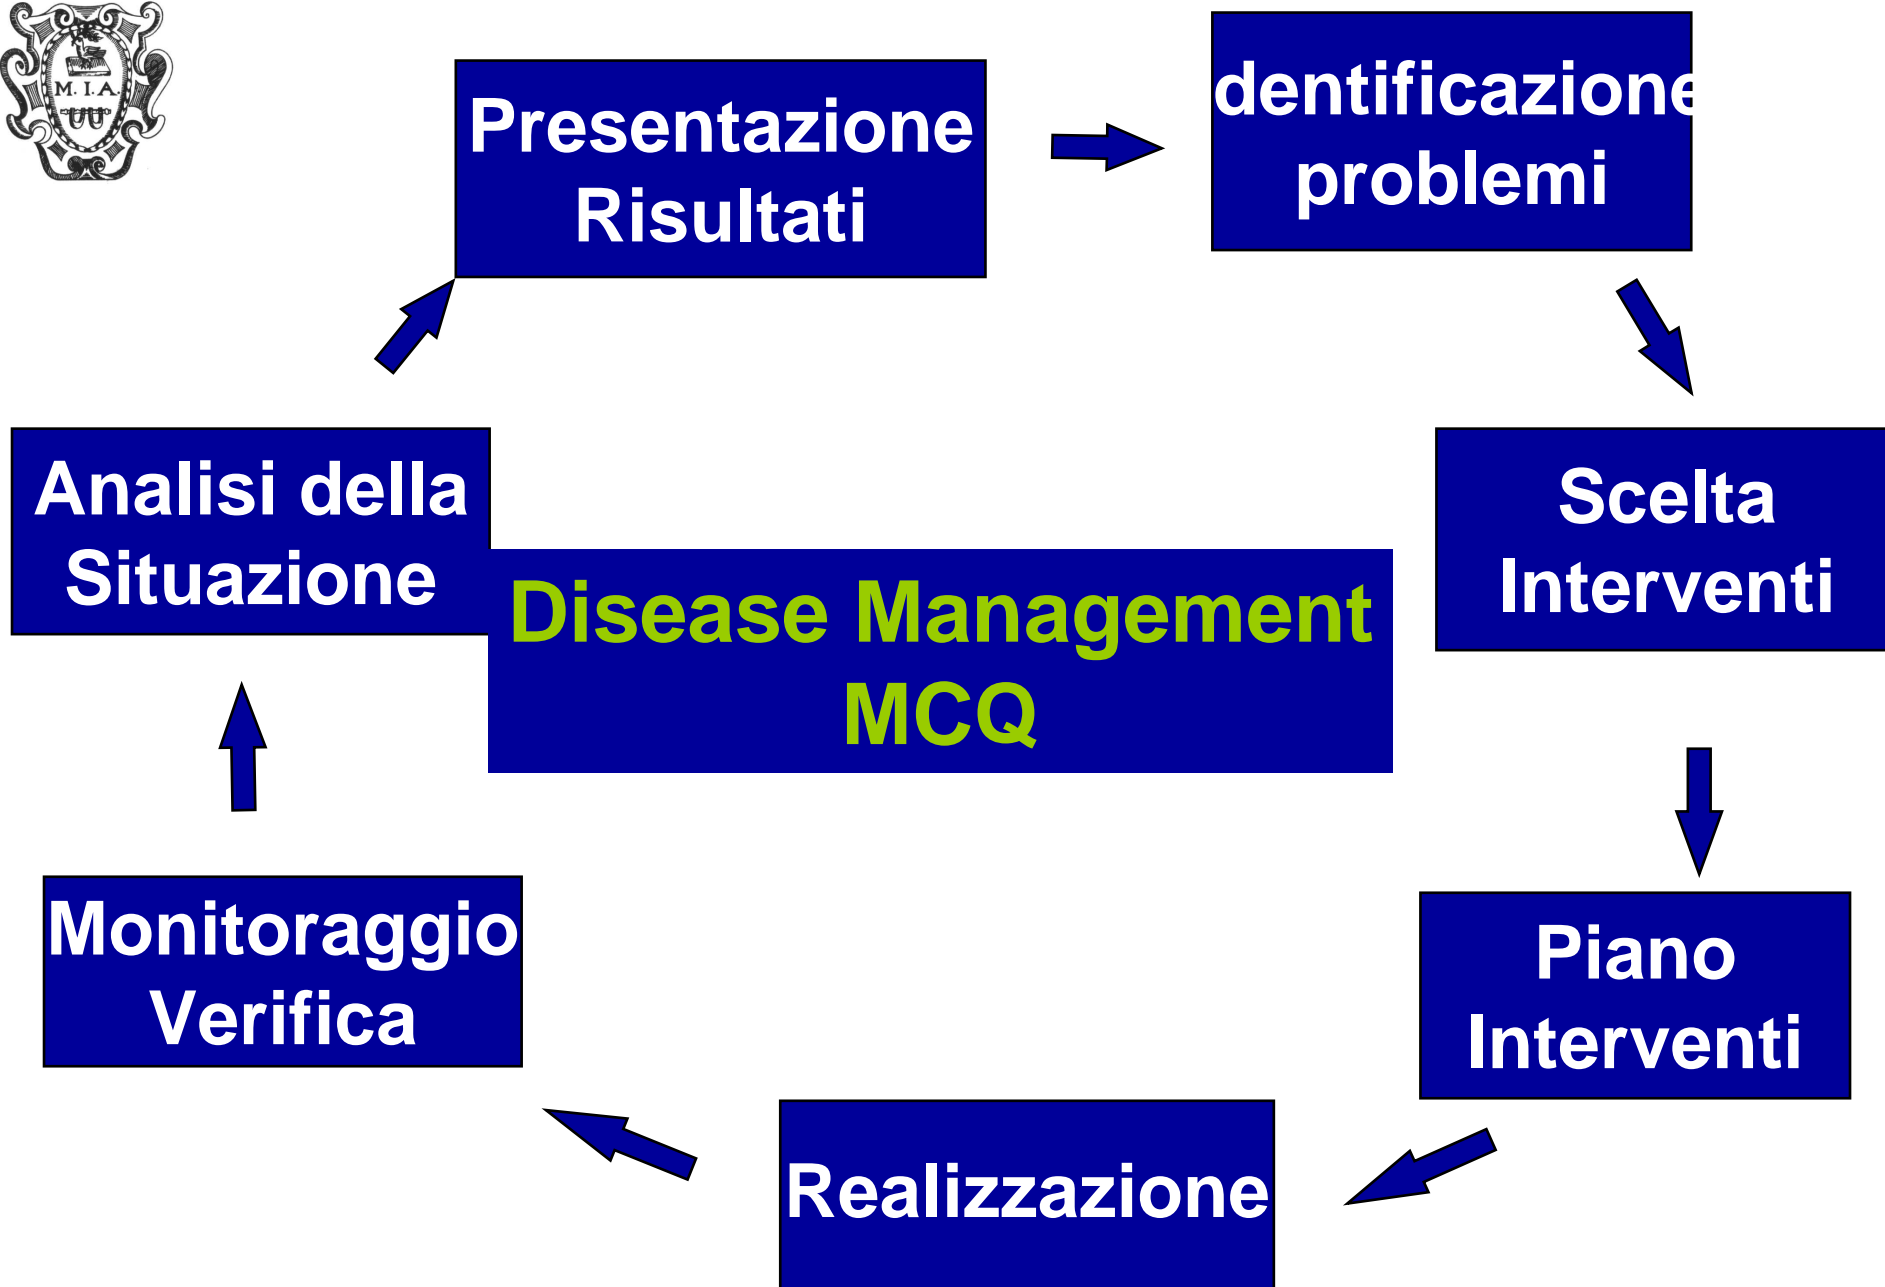 M. I. A.
Presentazione
Risultati
dentificazione
problemi
Analisi della
Situazione
Scelta
Interventi
Disease Management
MCQ
Monitoraggio
Verifica
Piano
Interventi
Realizzazione